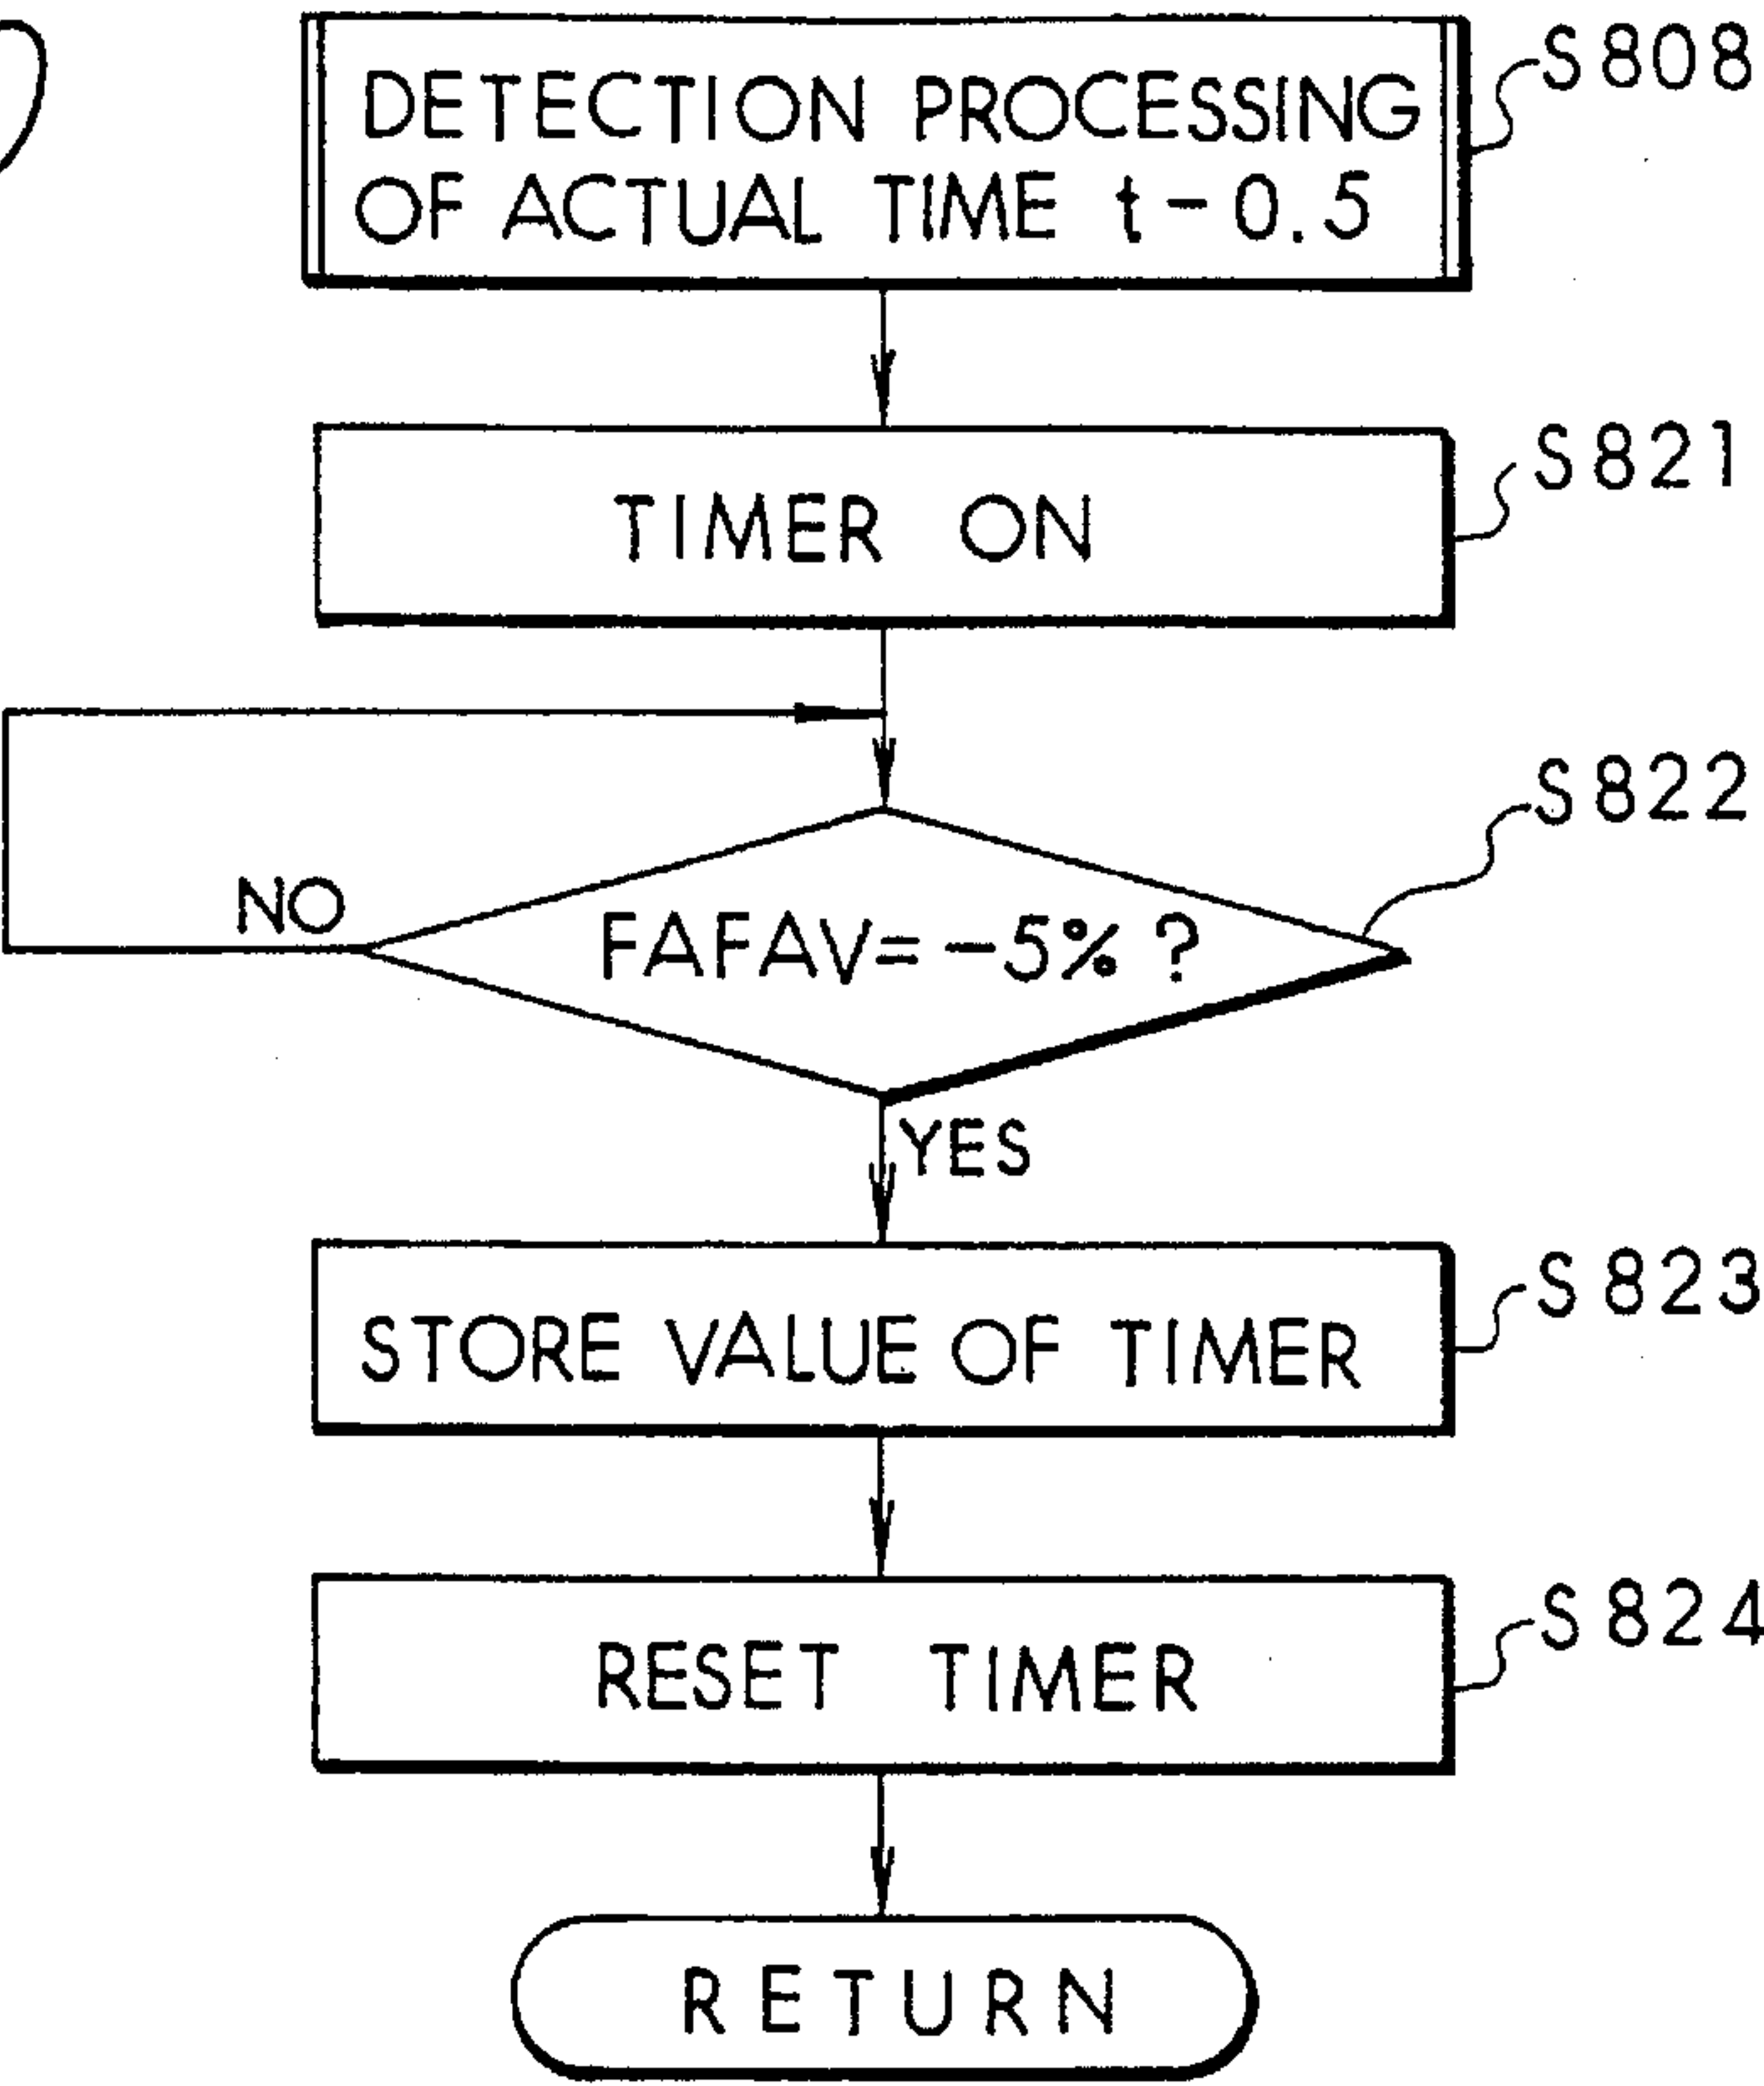 DETECTION PROCESSING
OF ACTUAL TIME t-0.5
S808
TIMER ON
S821
FAFAV=-5% ?
S822
NO
YES
STORE VALUE OF TIMER
S823
RESET TIMER
S824
RETURN